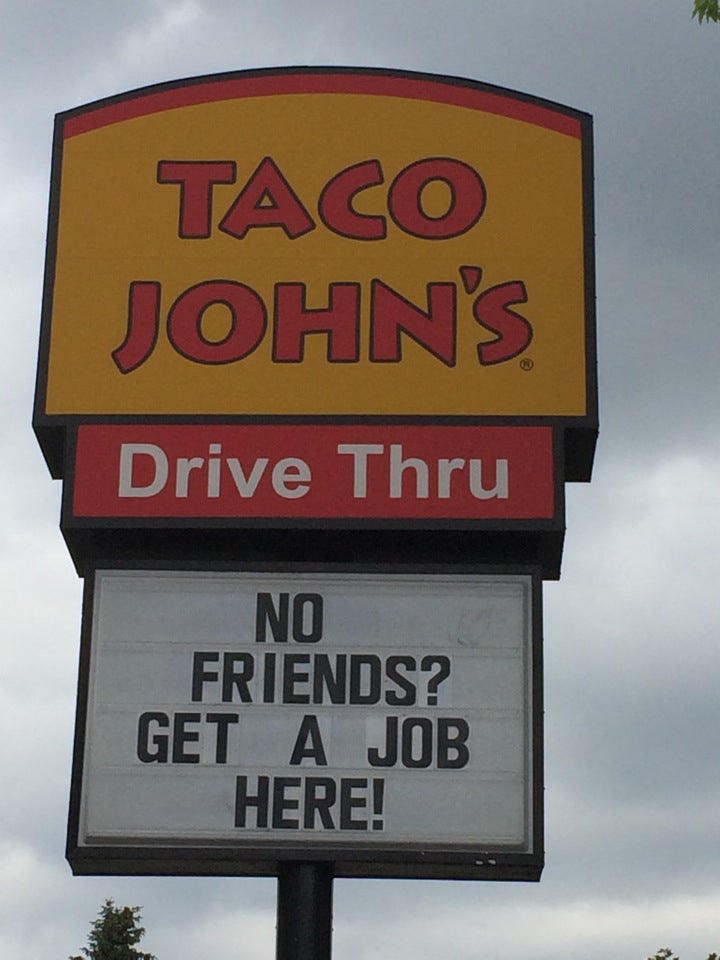 TACO
JOHN'S®
Drive Thru
NO
FRIENDS?
GET A JOB
HERE!